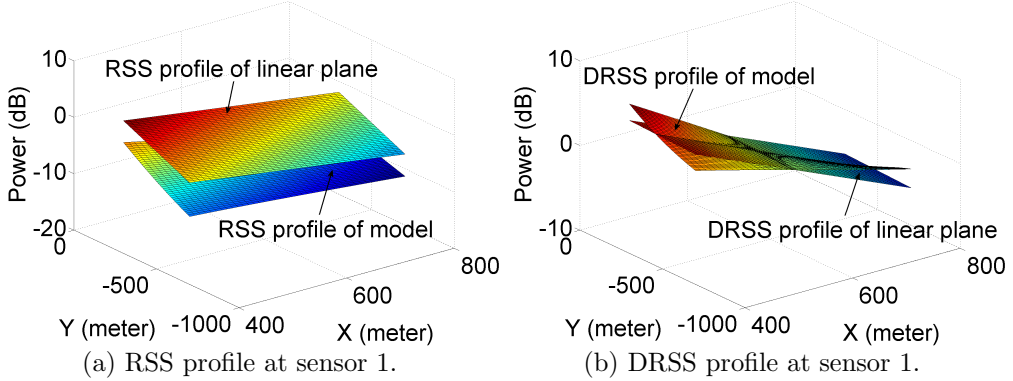 10
0
-10
-20
Power (dB)
RSS profile of linear plane
RSS profile of model
0
-500
-1000
Y (meter)
400
600
800
X (meter)
(a) RSS profile at sensor 1.
10
0
-10
Power (dB)
DRSS profile of model
DRSS profile of linear plane
0
-500
-1000
Y (meter)
400
600
800
X (meter)
(b) DRSS profile at sensor 1.